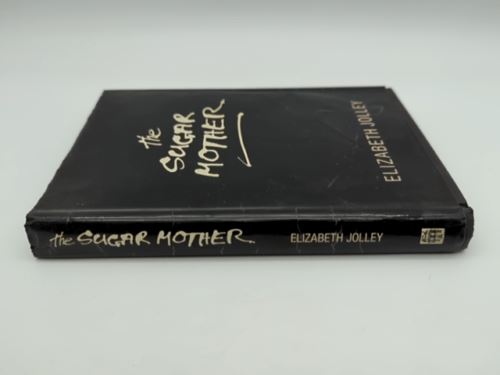 the
SUGAR
MOTHER
ELIZABETH JOLLEY
the SUGAR MOTHER ELIZABETH JOLLEY